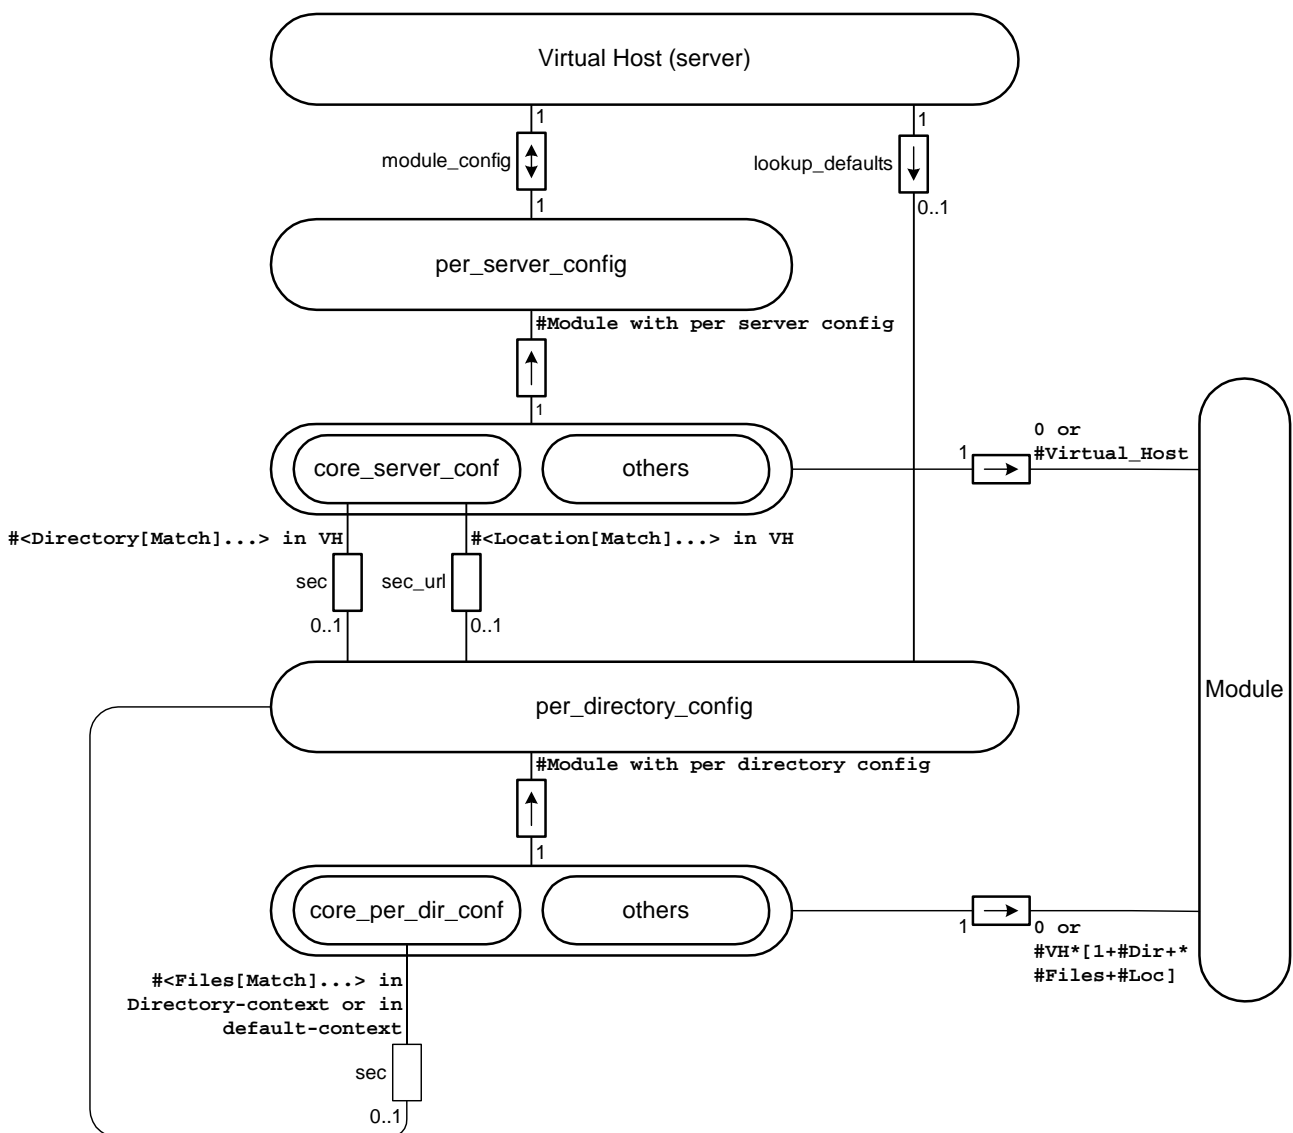 Virtual Host (server)
1
1
module_config
lookup_defaults
1
0..1
per_server_config
#Module with per server config
1
core_server_conf
others
1
0 or
#Virtual_Host
#<Directory[Match]...> in VH
#<Location[Match]...> in VH
sec
sec_url
0..1
0..1
Module
per_directory_config
#Module with per directory config
1
core_per_dir_conf
others
1
0 or
#VH*[1+#Dir+*
#Files+#Loc]
#<Files[Match]...> in
Directory-context or in
default-context
sec
0..1